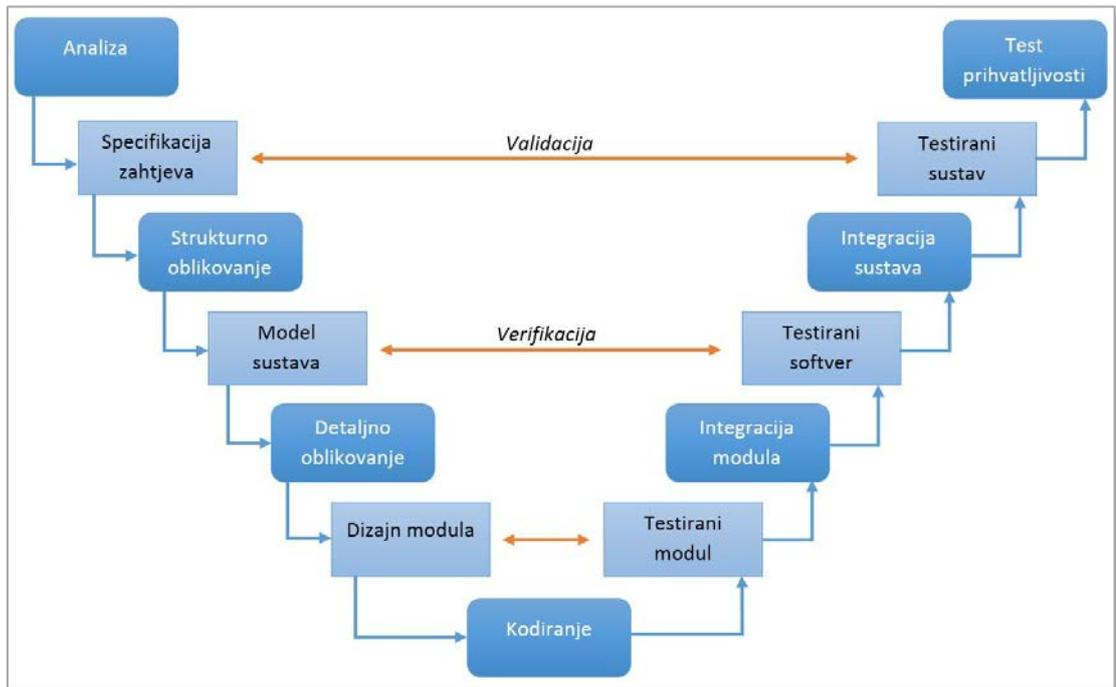 Analiza
Test
prihvatljivosti
Specifikacija
zahtjeva
Validacija
Testirani
sustav
Strukturno
oblikovanje
Integracija
sustava
Model
sustava
Verifikacija
Testirani
softver
Detaljno
oblikovanje
Integracija
modula
Dizajn modula
Testirani
modul
Kodiranje